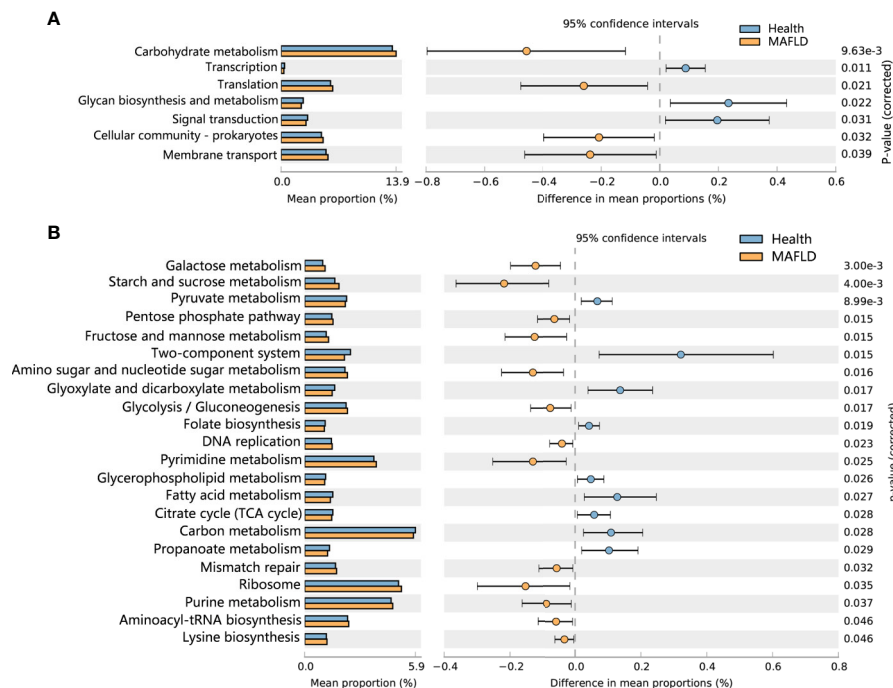 A
95% confidence intervals
Health
MAFLD
Carbohydrate metabolism 9.63e-3
Transcription 0.011
Translation 0.021
Glycan biosynthesis and metabolism 0.022
Signal transduction 0.031
Cellular community - prokaryotes 0.032
Membrane transport 0.039
P-value (corrected)
0.0 13.9 −0.8 −0.6 −0.4 −0.2 0.0 0.2 0.4 0.6
Mean proportion (%) Difference in mean proportions (%)
B
95% confidence intervals
Health
MAFLD
Galactose metabolism 3.00e-3
Starch and sucrose metabolism 4.00e-3
Pyruvate metabolism 8.99e-3
Pentose phosphate pathway 0.015
Fructose and mannose metabolism 0.015
Two-component system 0.015
Amino sugar and nucleotide sugar metabolism 0.016
Glyoxylate and dicarboxylate metabolism 0.017
Glycolysis / Gluconeogenesis 0.017
Folate biosynthesis 0.019
DNA replication 0.023
Pyrimidine metabolism 0.025
Glycerophospholipid metabolism 0.026
Fatty acid metabolism 0.027
Citrate cycle (TCA cycle) 0.028
Carbon metabolism 0.028
Propanoate metabolism 0.029
Mismatch repair 0.032
Ribosome 0.035
Purine metabolism 0.037
Aminoacyl-tRNA biosynthesis 0.046
Lysine biosynthesis 0.046
p-value (corrected)
0.0 5.9 −0.4 −0.2 0.0 0.2 0.4 0.6 0.8
Mean proportion (%) Difference in mean proportions (%)